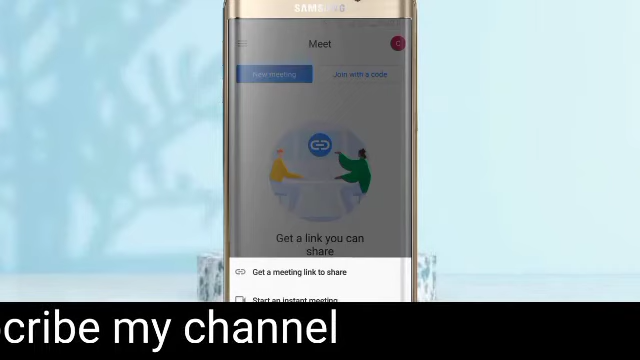 SAMSUNG
Meet
C
New meeting
Join with a code
Get a link you can
share
Get a meeting link to share
Start an instant meeting
cribe my channel